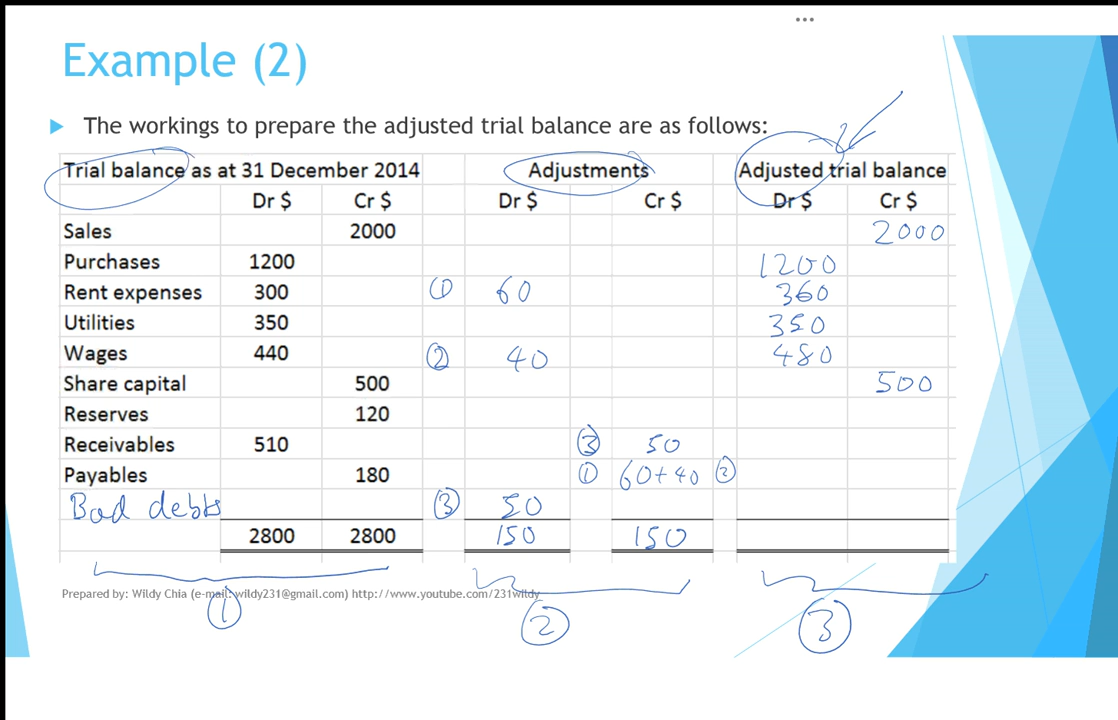 Example (2)
The workings to prepare the adjusted trial balance are as follows:
Trial balance as at 31 December 2014 Adjustments Adjusted trial balance
Dr $ Cr $ Dr $ Cr $ Dr $ Cr $
Sales 2000 2000
Purchases 1200 1200
Rent expenses 300 ① 60 360
Utilities 350 350
Wages 440 ② 40 480
Share capital 500 500
Reserves 120
Receivables 510 ③ 50
Payables 180 ① 60+40 ②
Bad debts ③ 50
2800 2800 150 150
Prepared by: Wildy Chia (e-mail: wildy231@gmail.com) http://www.youtube.com/231wildy
① ② ③